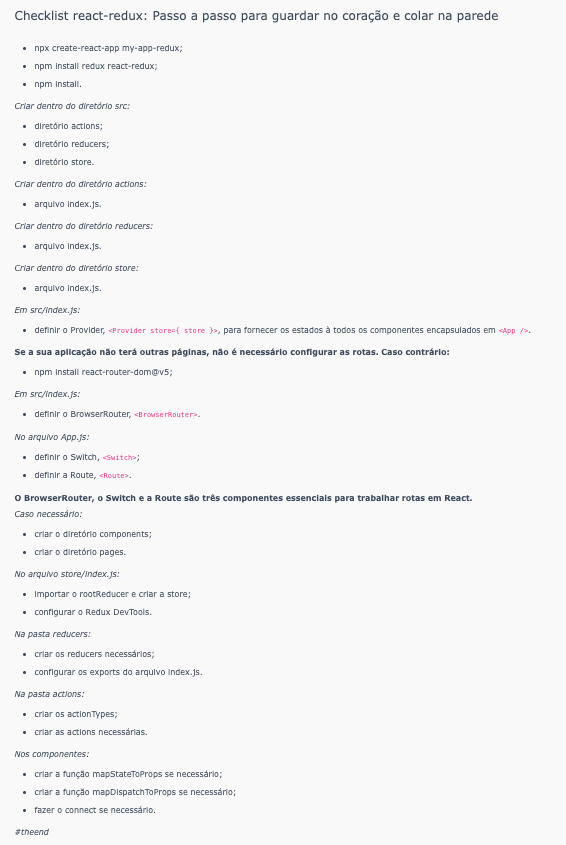 Checklist react-redux: Passo a passo para guardar no coração e colar na parede
• npx create-react-app my-app-redux;
• npm install redux react-redux;
• npm install.
Criar dentro do diretório src:
• diretório actions;
• diretório reducers;
• diretório store.
Criar dentro do diretório actions:
• arquivo index.js.
Criar dentro do diretório reducers:
• arquivo index.js.
Criar dentro do diretório store:
• arquivo index.js.
Em src/index.js:
• definir o Provider, <Provider store={ store }>, para fornecer os estados à todos os componentes encapsulados em <App />.
Se a sua aplicação não terá outras páginas, não é necessário configurar as rotas. Caso contrário:
• npm install react-router-dom@v5;
Em src/index.js:
• definir o BrowserRouter, <BrowserRouter>.
No arquivo App.js:
• definir o Switch, <Switch>;
• definir a Route, <Route>.
O BrowserRouter, o Switch e a Route são três componentes essenciais para trabalhar rotas em React.
Caso necessário:
• criar o diretório components;
• criar o diretório pages.
No arquivo store/index.js:
• importar o rootReducer e criar a store;
• configurar o Redux DevTools.
Na pasta reducers:
• criar os reducers necessários;
• configurar os exports do arquivo index.js.
Na pasta actions:
• criar os actionTypes;
• criar as actions necessárias.
Nos componentes:
• criar a função mapStateToProps se necessário;
• criar a função mapDispatchToProps se necessário;
• fazer o connect se necessário.
#theend